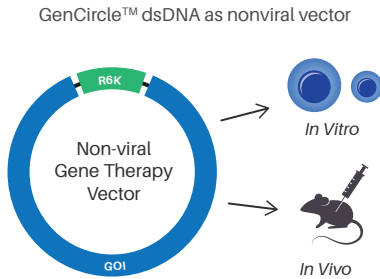 GenCircle™ dsDNA as nonviral vector
R6K
Non-viral
Gene Therapy
Vector
GOI
In Vitro
In Vivo